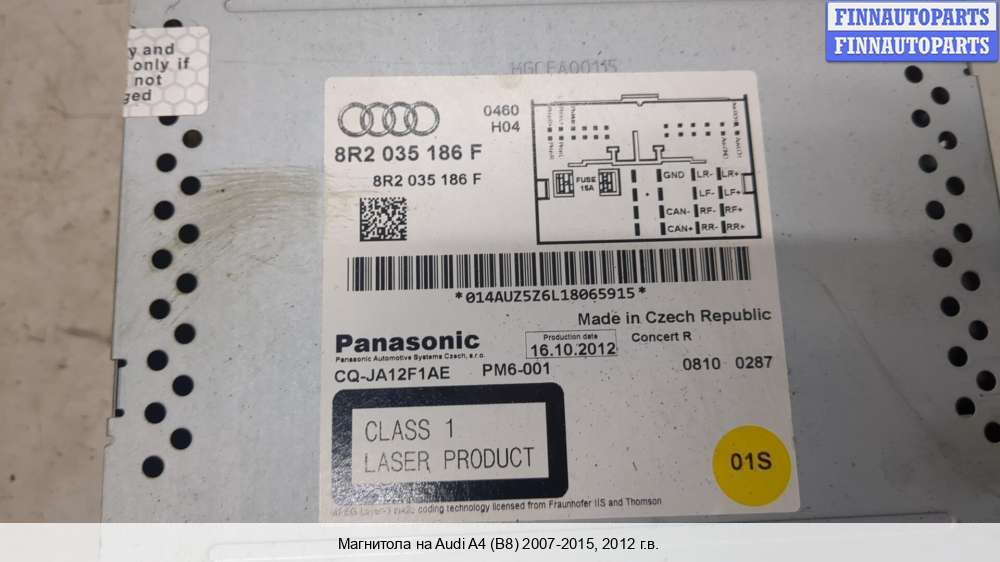 FINNAUTOPARTS
FINNAUTOPARTS
y and
only if
not
ged
MGCFA00115
0460
H04
8R2 035 186 F
8R2 035 186 F
FUSE
15A
GND LR- LR+
LF- LF+
CAN- RF- RF+
CAN+ RR- RR+
*014AUZ5Z6L18065915*
Made in Czech Republic
Panasonic
Panasonic Automotive Systems Czech, s.r.o.
Production date
16.10.2012
Concert R
CQ-JA12F1AE PM6-001
0810 0287
CLASS 1
LASER PRODUCT
01S
coding technology licensed from Fraunhofer IIS and Thomson
Магнитола на Audi A4 (B8) 2007-2015, 2012 г.в.